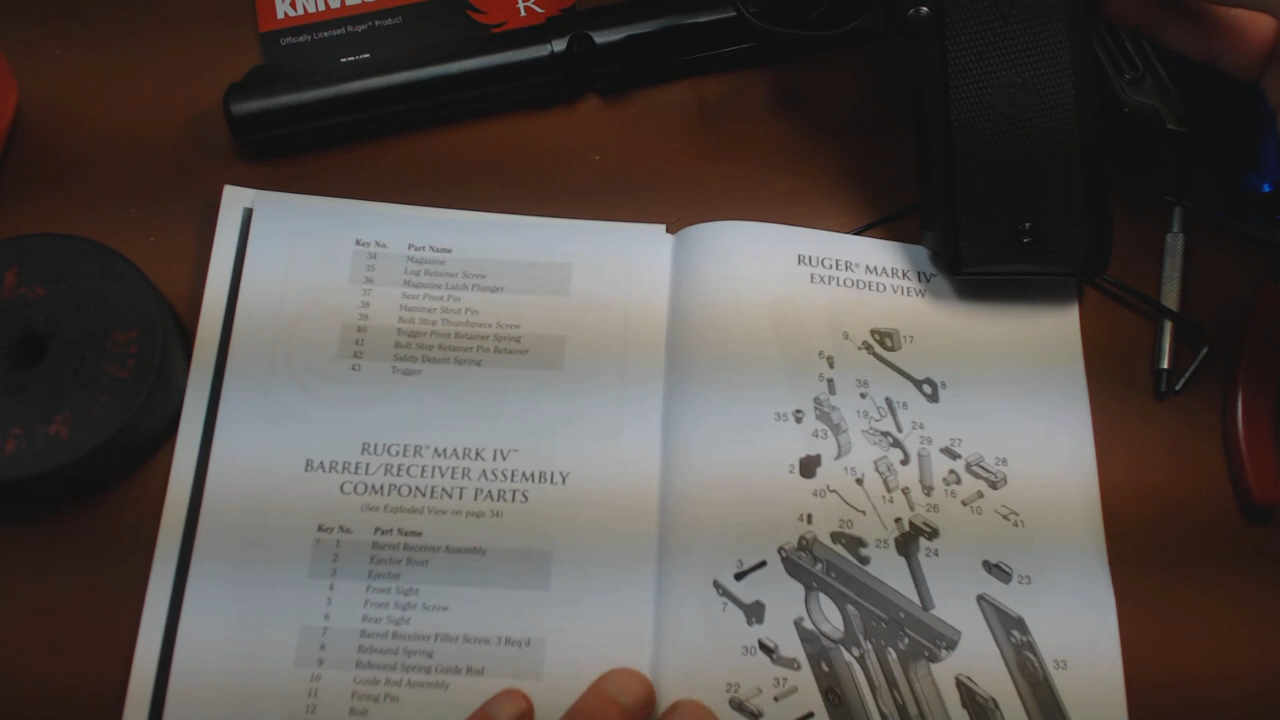 KNIVES
Officially Licensed Ruger® Product
R
Key No. Part Name
34 Magazine
35 Lug Retainer Screw
36 Magazine Latch Plunger
37 Sear Pivot Pin
38 Hammer Strut Pin
39 Bolt Stop Thumbpiece Screw
40 Trigger Pivot Retainer Spring
41 Bolt Stop Retainer Pin Retainer
42 Safety Detent Spring
43 Trigger
RUGER® MARK IV™
BARREL/RECEIVER ASSEMBLY
COMPONENT PARTS
(See Exploded View on page 34)
Key No. Part Name
1 Barrel Receiver Assembly
2 Ejector Rivet
3 Ejector
4 Front Sight
5 Front Sight Screw
6 Rear Sight
7 Barrel Receiver Filler Screw, 3 Req'd
8 Rebound Spring
9 Rebound Spring Guide Rod
10 Guide Rod Assembly
11 Firing Pin
12 Bolt
RUGER® MARK IV™
EXPLODED VIEW
9 17
6
5 38 8
18
35 19
43 24
29 27
2 15 28
14 16
40 26 10
4 20 41
25 24
3 23
7
30 33
22 37